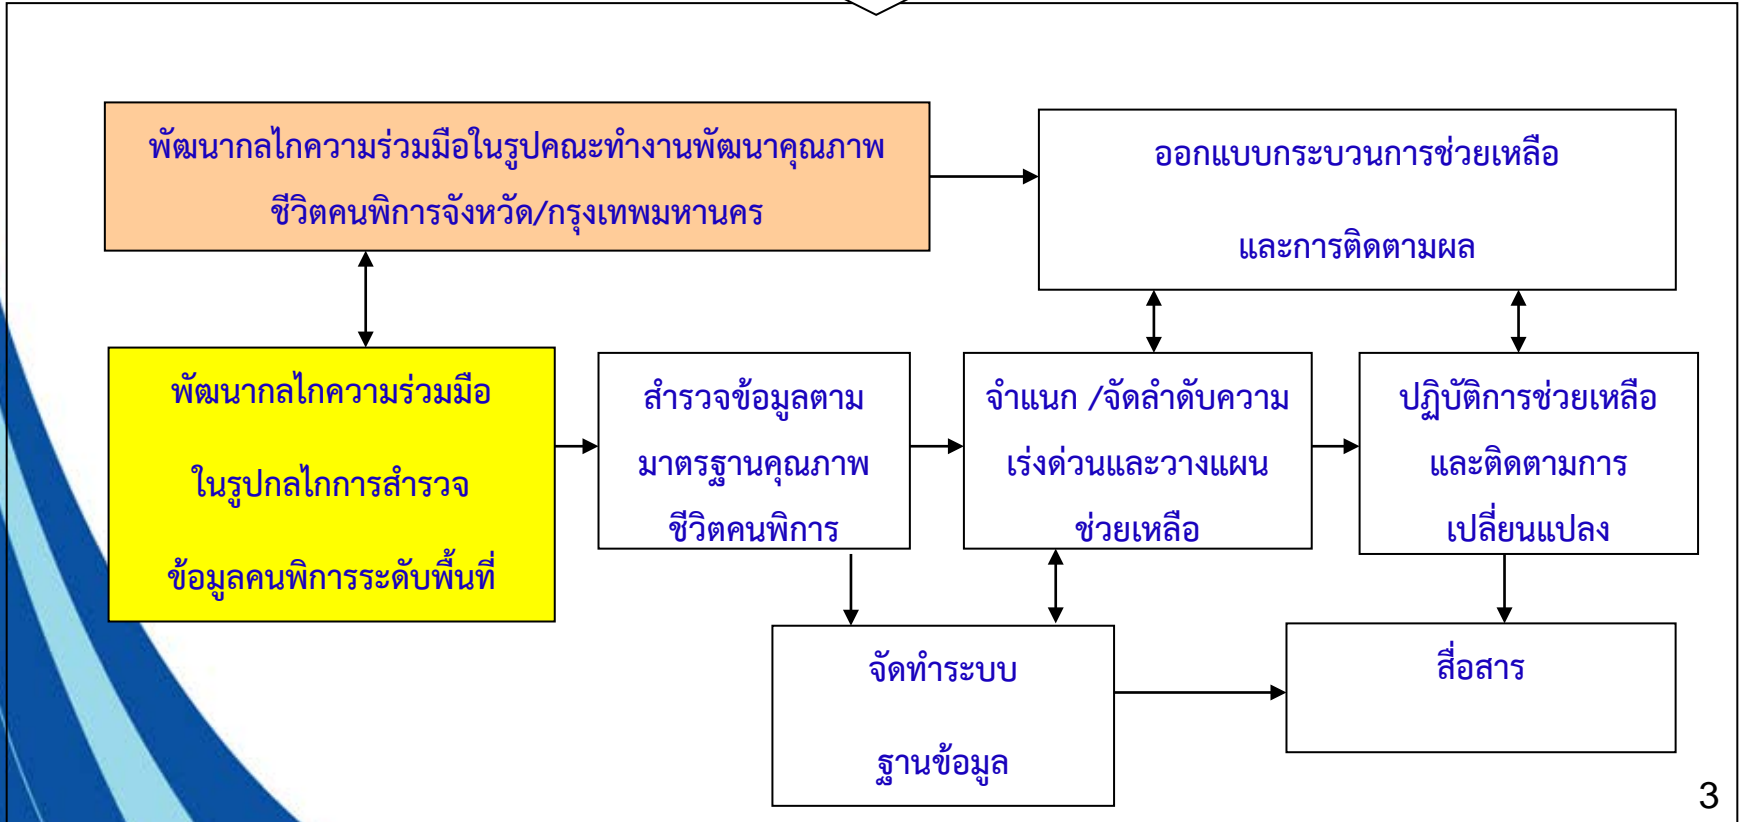 พัฒนากลไกความร่วมมือในรูปคณะทำงานพัฒนาคุณภาพ
ชีวิตคนพิการจังหวัด/กรุงเทพมหานคร
ออกแบบกระบวนการช่วยเหลือ
และการติดตามผล
พัฒนากลไกความร่วมมือ
ในรูปกลไกการสำรวจ
ข้อมูลคนพิการระดับพื้นที่
สำรวจข้อมูลตาม
มาตรฐานคุณภาพ
ชีวิตคนพิการ
จำแนก /จัดลำดับความ
เร่งด่วนและวางแผน
ช่วยเหลือ
ปฏิบัติการช่วยเหลือ
และติดตามการ
เปลี่ยนแปลง
จัดทำระบบ
ฐานข้อมูล
สื่อสาร
3